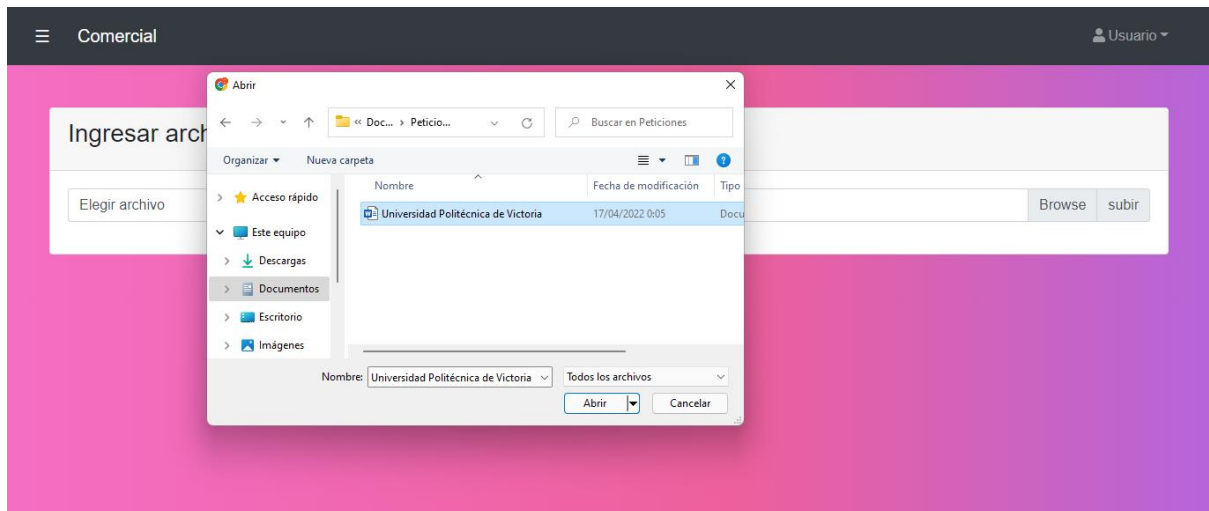 ☰ Comercial
Usuario
Abrir
Ingresar arch
« Doc... › Peticio...
Buscar en Peticiones
Organizar
Nueva carpeta
Nombre
Fecha de modificación
Tipo
Acceso rápido
Elegir archivo
Universidad Politécnica de Victoria
17/04/2022 0:05
Docu
Browse
subir
Este equipo
Descargas
Documentos
Escritorio
Imágenes
Nombre: Universidad Politécnica de Victoria
Todos los archivos
Abrir
Cancelar